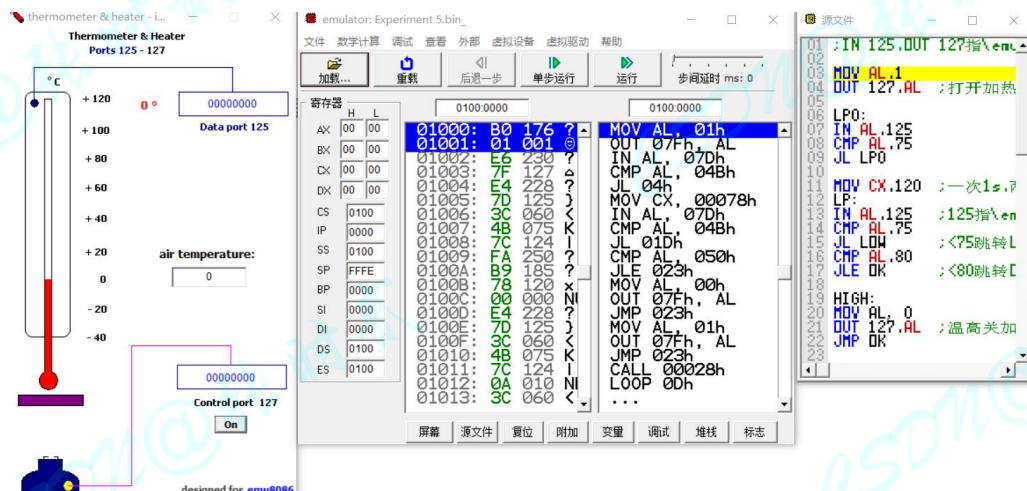 thermometer & heater - i...
Thermometer & Heater
Ports 125 - 127
° C
+ 120
+ 100
+ 80
+ 60
+ 40
+ 20
0
- 20
- 40
0 °
00000000
Data port 125
air temperature:
0
00000000
Control port 127
On
designed for emu8086
emulator: Experiment 5.bin_
文件 数学计算 调试 查看 外部 虚拟设备 虚拟驱动 帮助
加载... 重载 后退一步 单步运行 运行 步间延时 ms: 0
寄存器
H L
AX 00 00
BX 00 00
CX 00 00
DX 00 00
CS 0100
IP 0000
SS 0100
SP FFFE
BP 0000
SI 0000
DI 0000
DS 0100
ES 0100
0100:0000
01000: B0 176 ?
01001: 01 001 ☺
01002: E6 230 ?
01003: 7F 127 ⌂
01004: E4 228 ?
01005: 7D 125 }
01006: 3C 060 <
01007: 4B 075 K
01008: 7C 124 |
01009: FA 250 ?
0100A: B9 185 ?
0100B: 78 120 x
0100C: 00 000
0100D: E4 228 ?
0100E: 7D 125 }
0100F: 3C 060 <
01010: 4B 075 K
01011: 7C 124 |
01012: 0A 010
01013: 3C 060 <
0100:0000
MOV AL, 01h
OUT 07Fh, AL
IN AL, 07Dh
CMP AL, 04Bh
JL 04h
MOV CX, 00078h
IN AL, 07Dh
CMP AL, 04Bh
JL 01Dh
CMP AL, 050h
JLE 023h
MOV AL, 00h
OUT 07Fh, AL
JMP 023h
MOV AL, 01h
OUT 07Fh, AL
JMP 023h
CALL 00028h
LOOP 0Dh
...
屏幕 源文件 复位 附加 变量 调试 堆栈 标志
源文件
01 ;IN 125,OUT 127指\emu
02
03 MOV AL,1
04 OUT 127,AL ;打开加热
05
06 LPO:
07 IN AL,125
08 CMP AL,75
09 JL LPO
10
11 MOV CX,120 ;一次1s,
12 LP:
13 IN AL,125 ;125指\en
14 CMP AL,75
15 JL LOW ;<75跳转L
16 CMP AL,80
17 JLE OK ;<80跳转
18
19 HIGH:
20 MOV AL, 0
21 OUT 127,AL ;温高关加
22 JMP OK
23